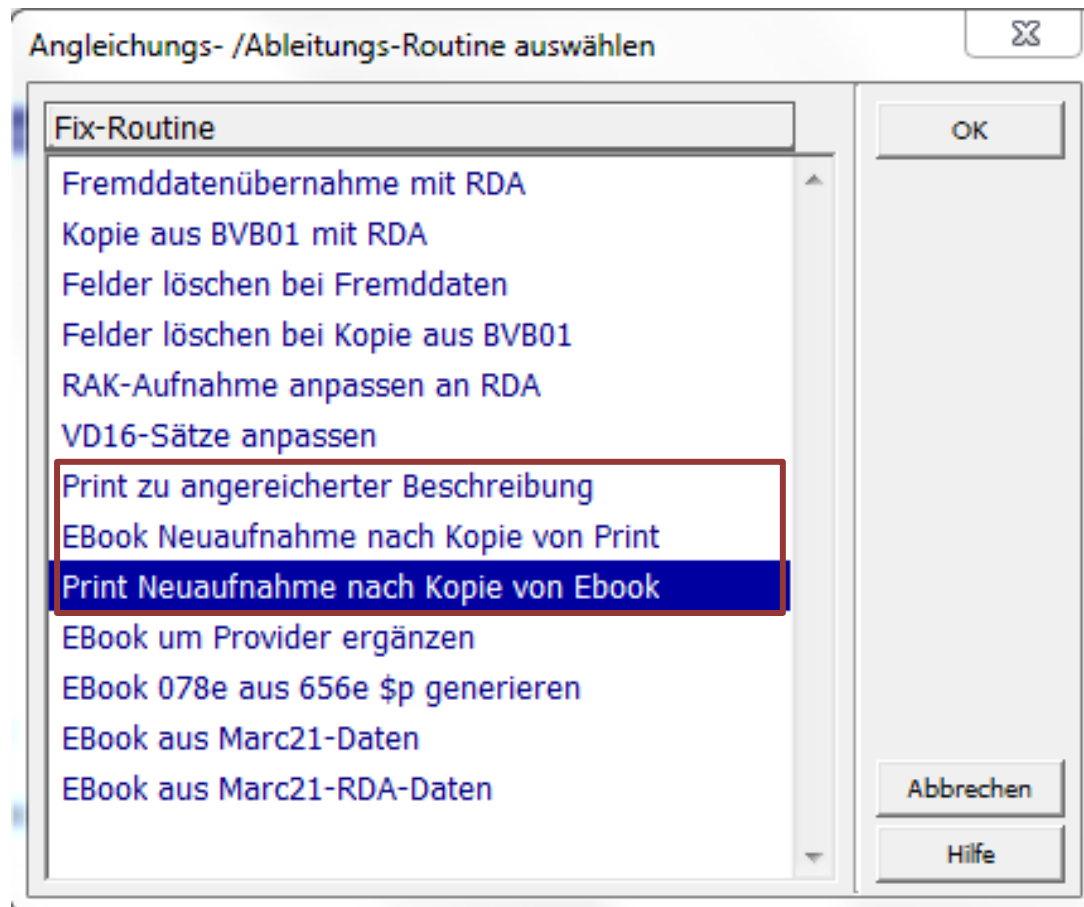 Angleichungs- /Ableitungs-Routine auswählen
Fix-Routine
OK
Fremddatenübernahme mit RDA
Kopie aus BVB01 mit RDA
Felder löschen bei Fremddaten
Felder löschen bei Kopie aus BVB01
RAK-Aufnahme anpassen an RDA
VD16-Sätze anpassen
Print zu angereicherter Beschreibung
EBook Neuaufnahme nach Kopie von Print
Print Neuaufnahme nach Kopie von Ebook
EBook um Provider ergänzen
EBook 078e aus 656e $p generieren
EBook aus Marc21-Daten
EBook aus Marc21-RDA-Daten
Abbrechen
Hilfe